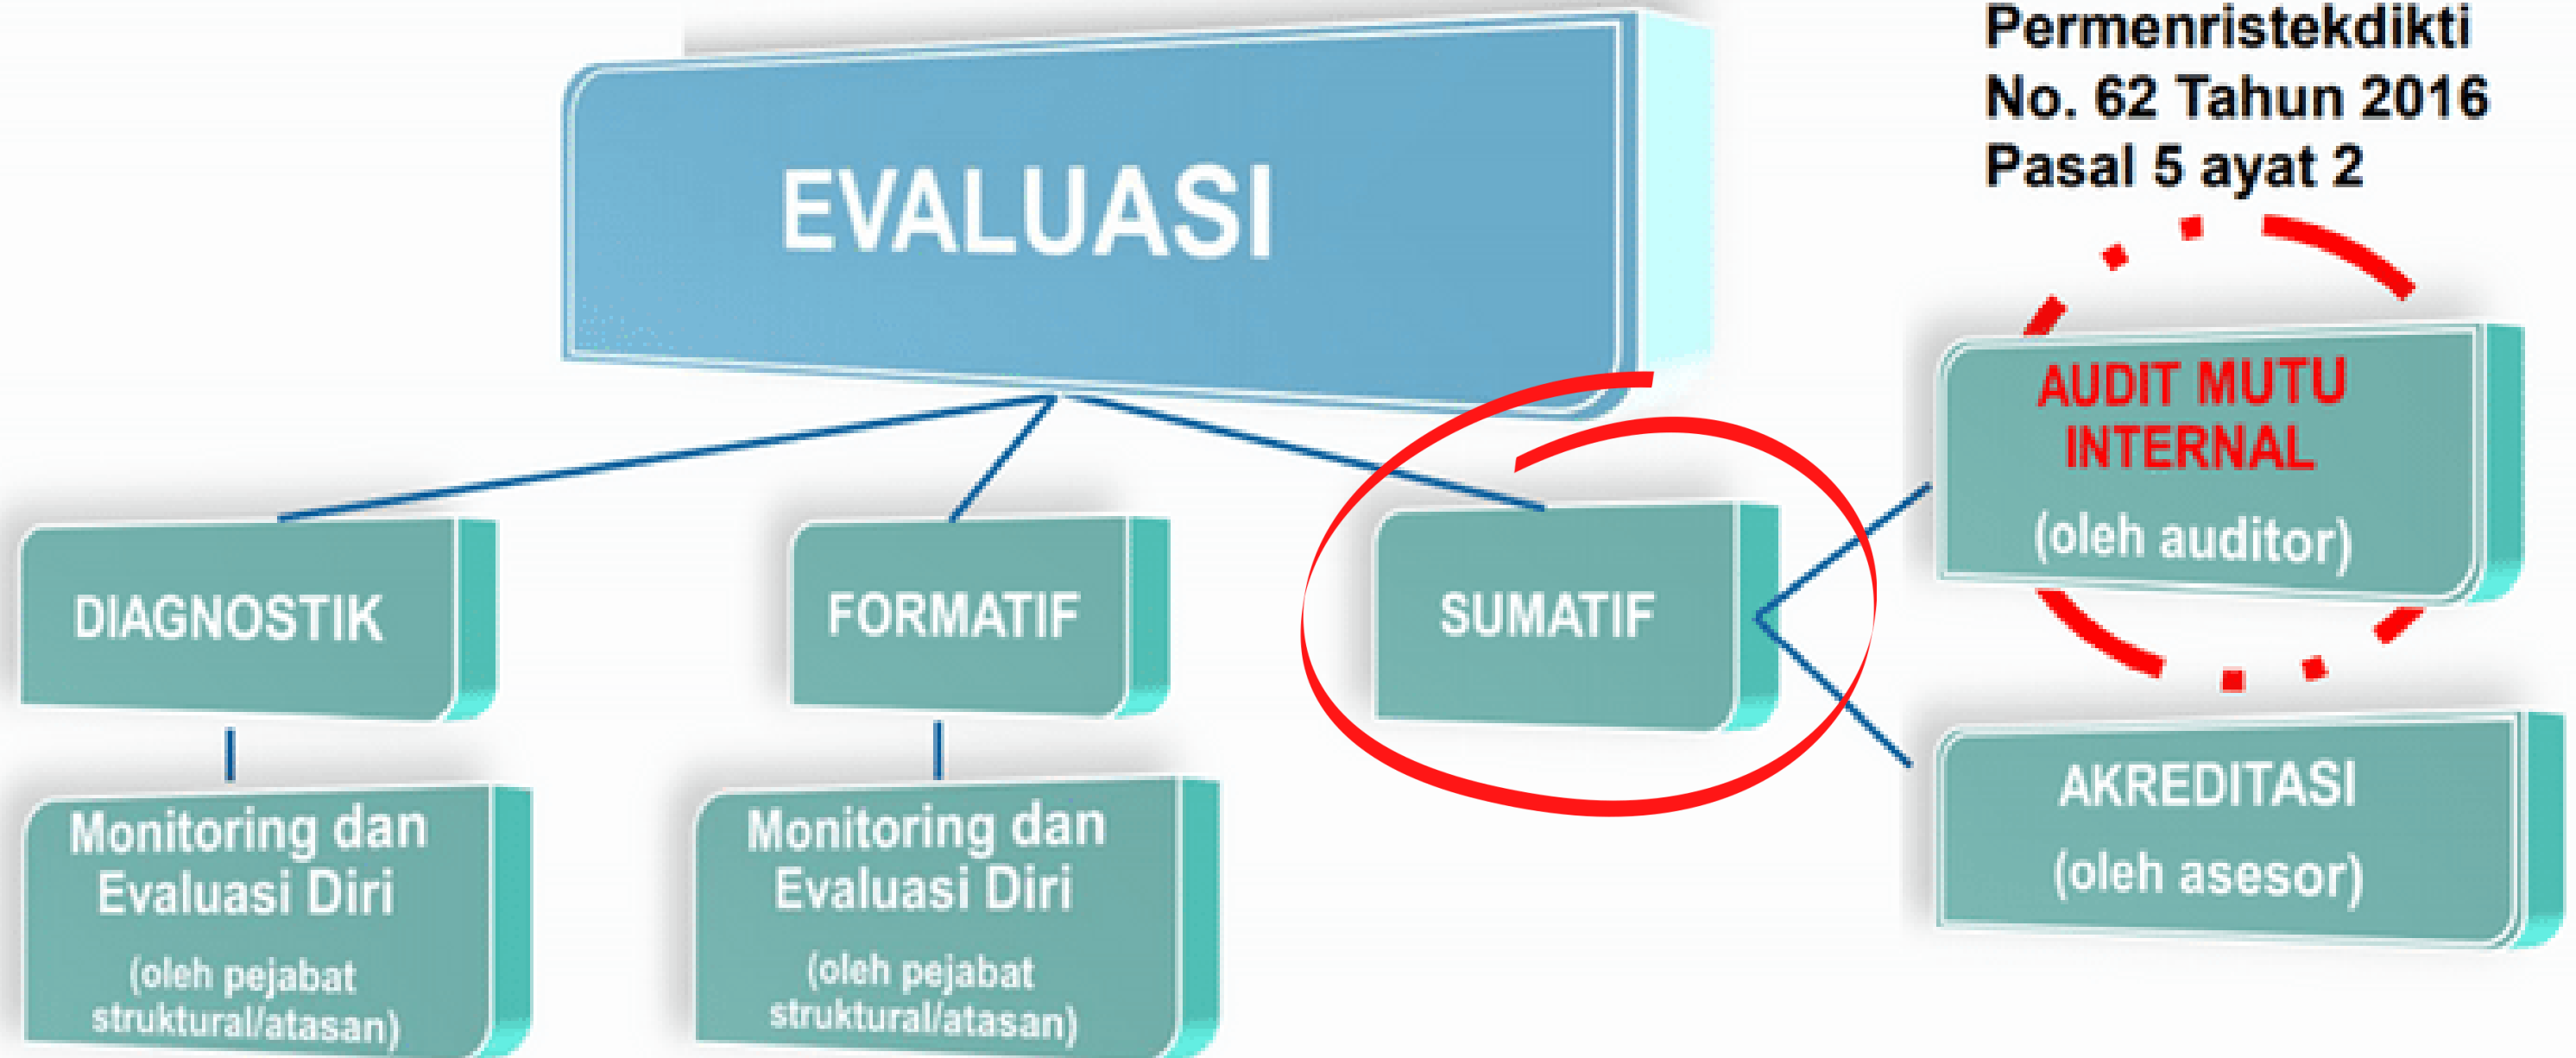 EVALUASI
Permenristekdikti
No. 62 Tahun 2016
Pasal 5 ayat 2
DIAGNOSTIK
FORMATIF
SUMATIF
AUDIT MUTU
INTERNAL
(oleh auditor)
AKREDITASI
(oleh asesor)
Monitoring dan
Evaluasi Diri
(oleh pejabat
struktural/atasan)
Monitoring dan
Evaluasi Diri
(oleh pejabat
struktural/atasan)